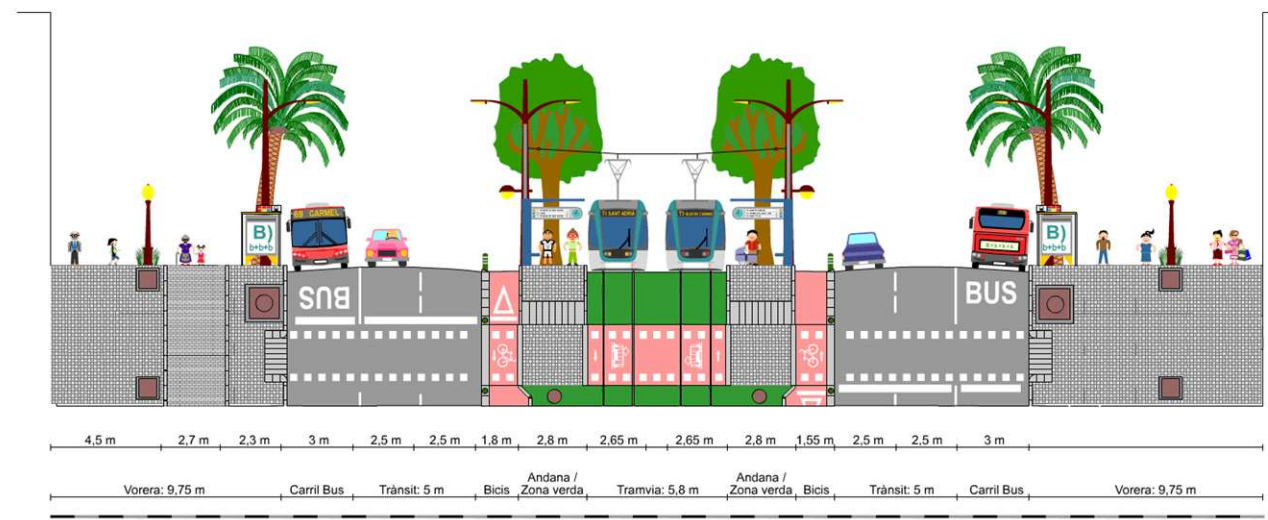 B)
b+b+b
69 CARMEL
T1 SANT ADRIÀ
B)
b+b+b
BUS
BUS
4,5 m
2,7 m
2,3 m
3 m
2,5 m
2,5 m
1,8 m
2,8 m
2,65 m
2,65 m
2,8 m
1,55 m
2,5 m
2,5 m
3 m
Vorera: 9,75 m
Carril Bus
Trànsit: 5 m
Bicis
Andana /
Zona verda
Tramvia: 5,8 m
Andana /
Zona verda
Bicis
Trànsit: 5 m
Carril Bus
Vorera: 9,75 m